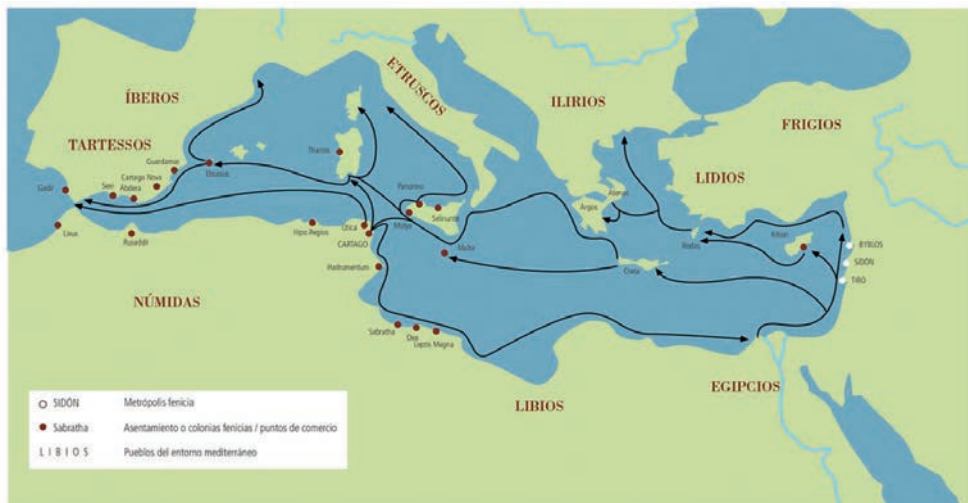 ETRUSCOS
ÍBEROS
ILIRIOS
FRIGIOS
TARTESSOS
Tharros
LIDIOS
Guardamar
Ebussus
Cartago Nova
Gadir
Sexi
Abdera
Panormo
Atenas
Argos
Motya
Selinunte
Lixus
Rusaddir
Hipo Regios
Utica
CARTAGO
Rodas
Kition
BYBLOS
Malta
SIDÓN
Hadrumentum
Creta
TIRO
NÚMIDAS
Sabratha
Oea
Leptis Magna
EGIPCIOS
LIBIOS
SIDÓN Metrópolis fenicia
Sabratha Asentamiento o colonias fenicias / puntos de comercio
LIBIOS Pueblos del entorno mediterráneo